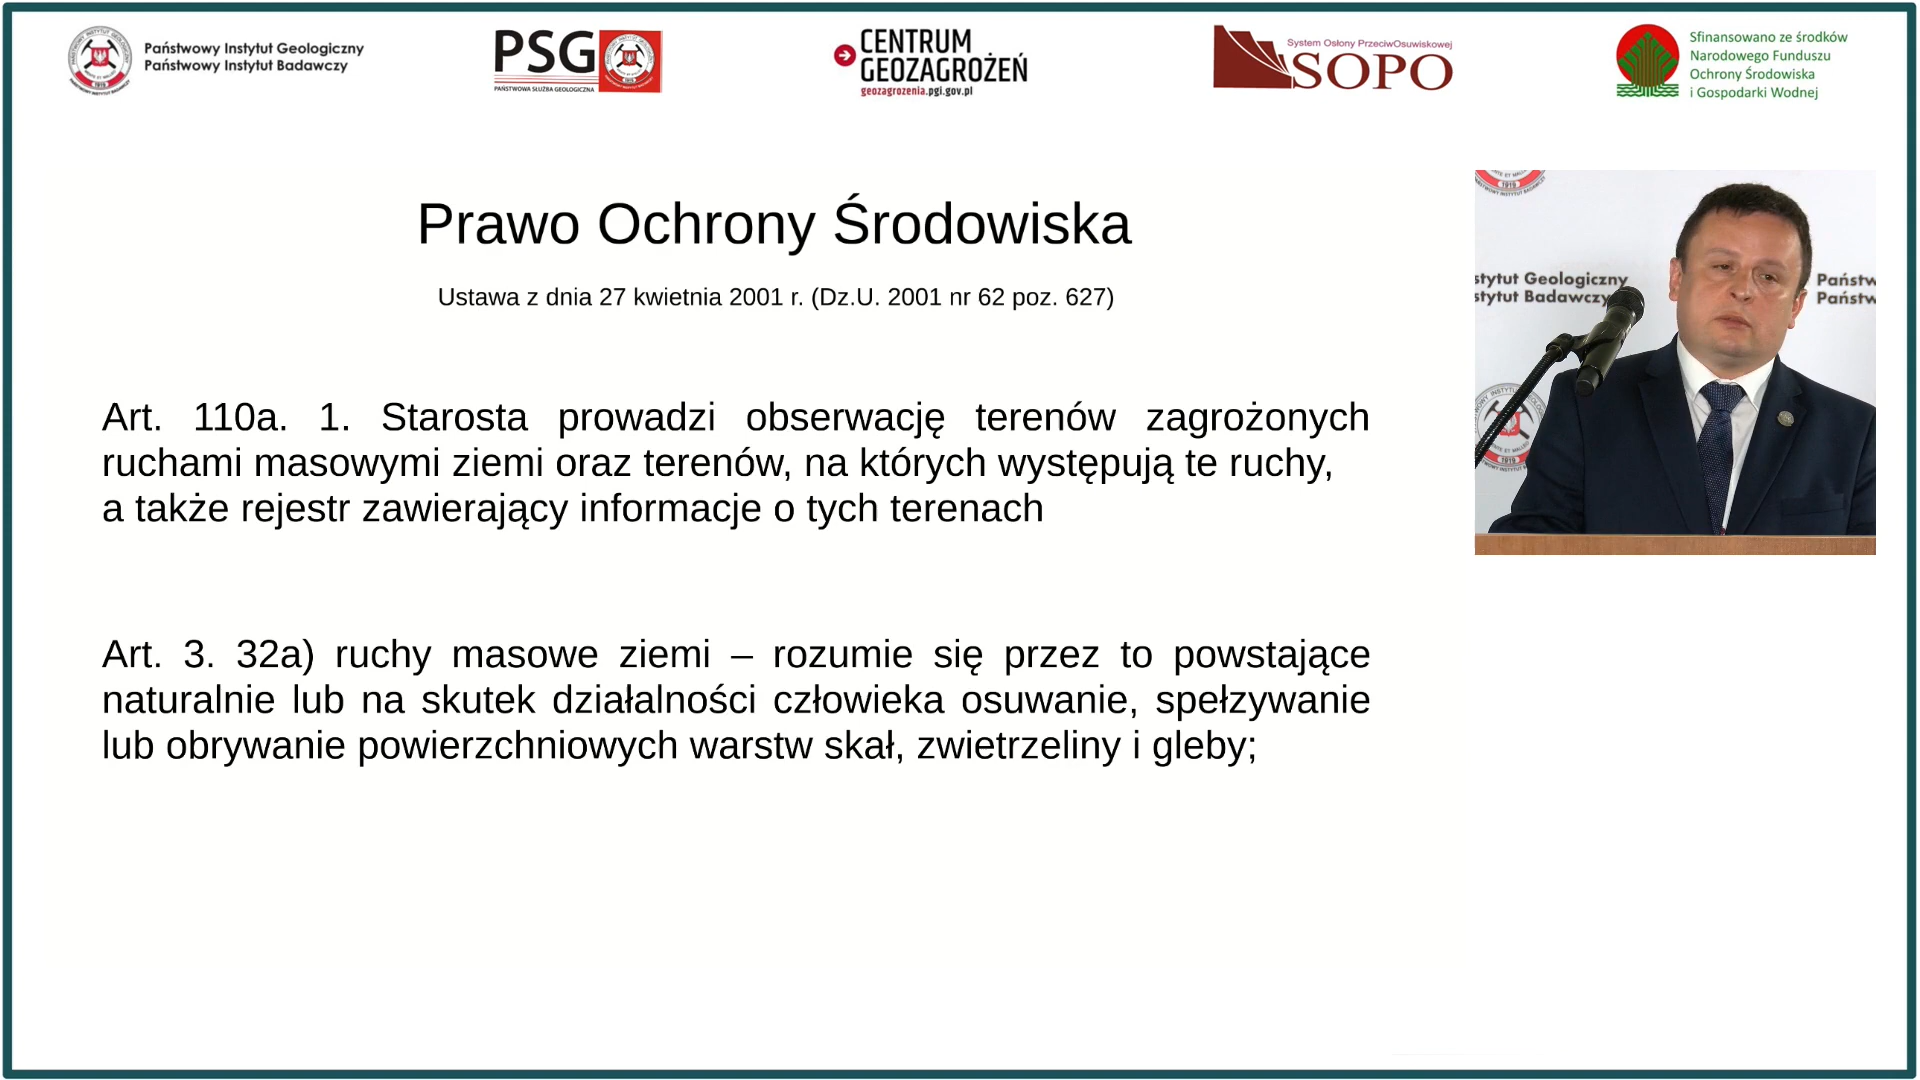 Państwowy Instytut Geologiczny
Państwowy Instytut Badawczy
PSG
PAŃSTWOWA SŁUŻBA GEOLOGICZNA
CENTRUM
GEOZAGROŻEŃ
geozagrozenia.pgi.gov.pl
System Osłony PrzeciwOsuwiskowej
SOPO
Sfinansowano ze środków
Narodowego Funduszu
Ochrony Środowiska
i Gospodarki Wodnej
Prawo Ochrony Środowiska
Ustawa z dnia 27 kwietnia 2001 r. (Dz.U. 2001 nr 62 poz. 627)
Art. 110a. 1. Starosta prowadzi obserwację terenów zagrożonych
ruchami masowymi ziemi oraz terenów, na których występują te ruchy,
a także rejestr zawierający informacje o tych terenach
Art. 3. 32a) ruchy masowe ziemi – rozumie się przez to powstające
naturalnie lub na skutek działalności człowieka osuwanie, spełzywanie
lub obrywanie powierzchniowych warstw skał, zwietrzeliny i gleby;
1919
stytut Geologiczny
stytut Badawczy
Państw
Państw
1919